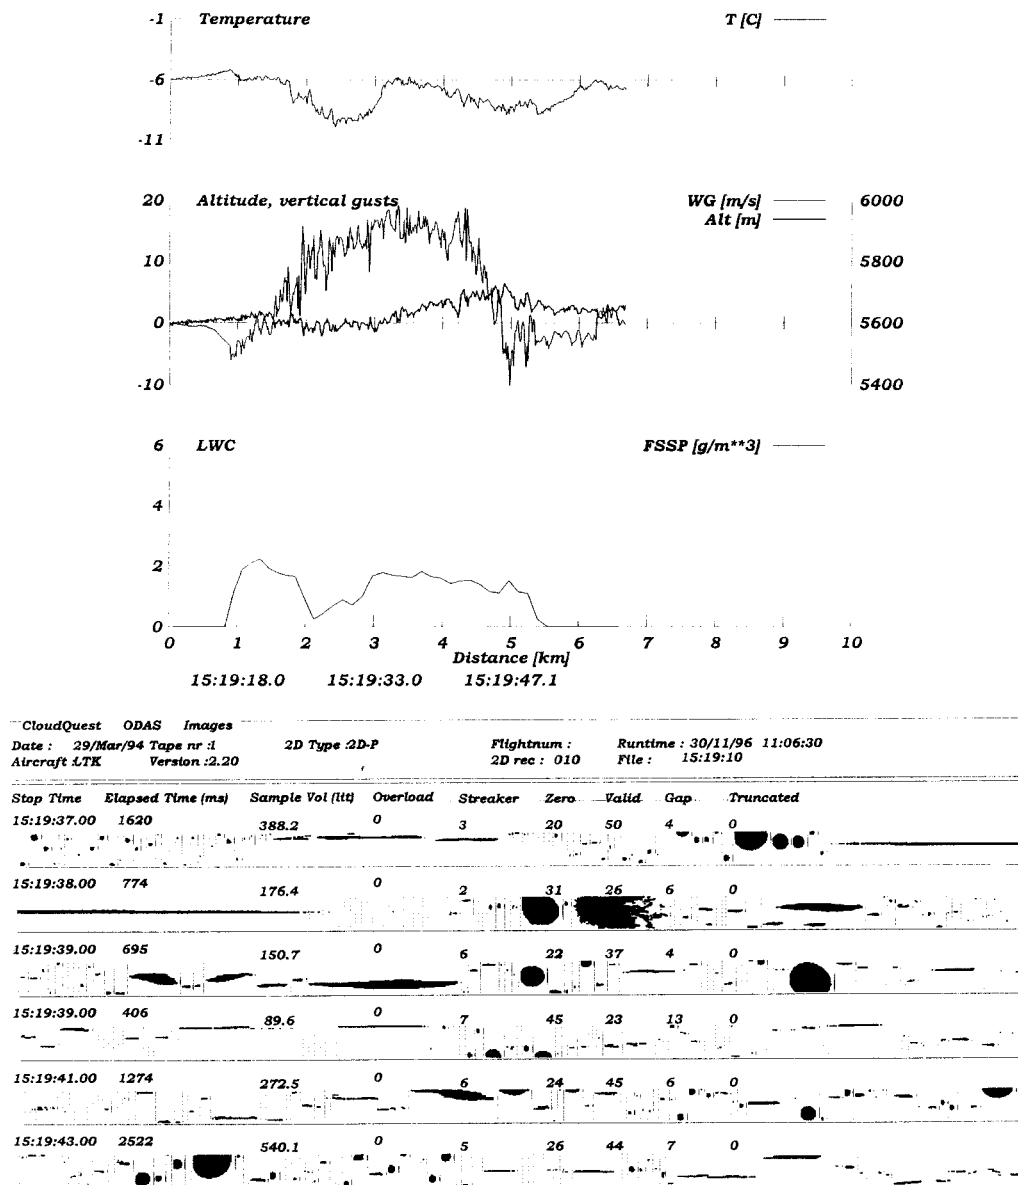 -1 Temperature T [C]
-6
-11
20 Altitude, vertical gusts WG [m/s] 6000
Alt [m]
10 5800
0 5600
-10 5400
6 LWC FSSP [g/m**3]
4
2
0
0 1 2 3 4 5 6 7 8 9 10
Distance [km]
15:19:18.0 15:19:33.0 15:19:47.1
CloudQuest ODAS Images
Date : 29/Mar/94 Tape nr :1 2D Type :2D-P Flightnum : Runtime : 30/11/96 11:06:30
Aircraft :LTK Version :2.20 2D rec : 010 File : 15:19:10
Stop Time Elapsed Time (ms) Sample Vol (lit) Overload Streaker Zero Valid Gap Truncated
15:19:37.00 1620 388.2 0 3 20 50 4 0
15:19:38.00 774 176.4 0 2 31 26 6 0
15:19:39.00 695 150.7 0 6 22 37 4 0
15:19:39.00 406 89.6 0 7 45 23 13 0
15:19:41.00 1274 272.5 0 6 24 45 6 0
15:19:43.00 2522 540.1 0 5 26 44 7 0